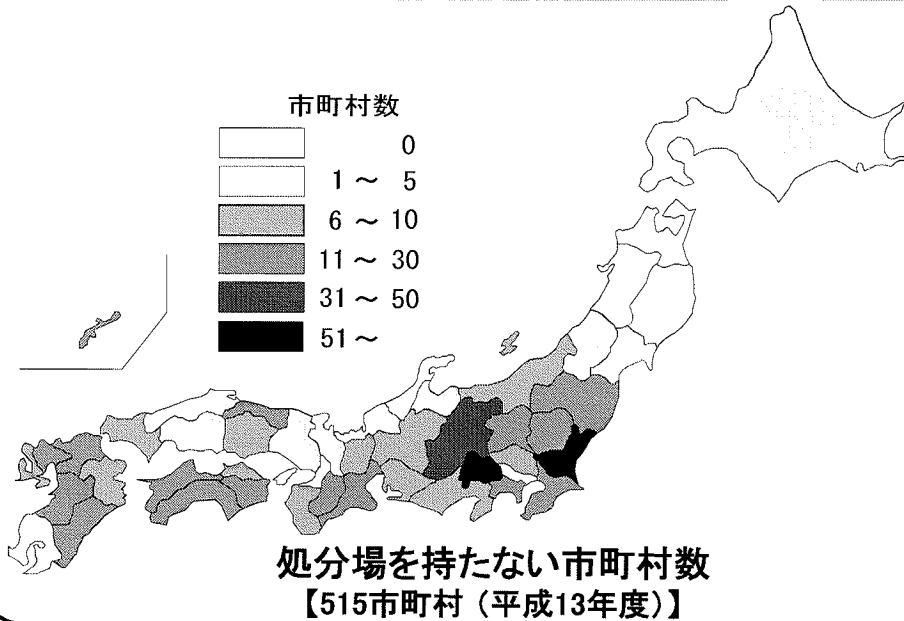 市町村数
0
1 ～ 5
6 ～ 10
11 ～ 30
31 ～ 50
51 ～
処分場を持たない市町村数
【515市町村（平成13年度）】